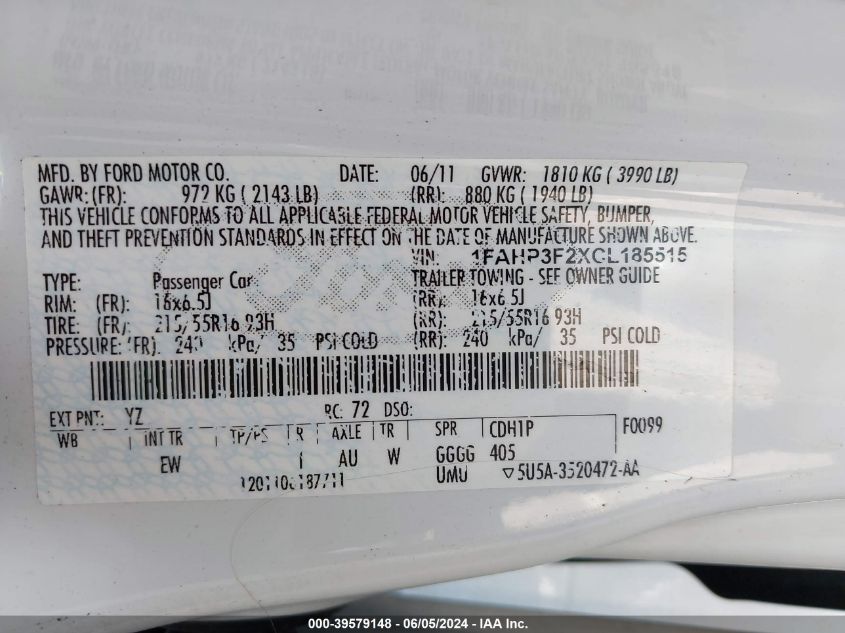 MFD. BY FORD MOTOR CO. DATE: 06/11 GVWR: 1810 KG ( 3990 LB)
GAWR: (FR): 972 KG ( 2143 LB) (RR): 880 KG ( 1940 LB)
THIS VEHICLE CONFORMS TO ALL APPLICABLE FEDERAL MOTOR VEHICLE SAFETY, BUMPER,
AND THEFT PREVENTION STANDARDS IN EFFECT ON THE DATE OF MANUFACTURE SHOWN ABOVE.
VIN: 1FAHP3F2XCL185515
TYPE: Passenger Car TRAILER TOWING - SEE OWNER GUIDE
RIM: (FR): 16x6.5J (RR): 16x6.5J
TIRE: (FR): 215/55R16 93H (RR): 215/55R16 93H
PRESSURE: (FR): 240 kPa/ 35 PSI COLD (RR): 240 kPa/ 35 PSI COLD
EXT PNT: YZ RC: 72 DSO: F0099
WB INT TR TP/PS R AXLE TR SPR CDH1P
EW AU W GGGG 405
UMU ▽5U5A-3520472-AA
000-39579148 - 06/05/2024 - IAA Inc.